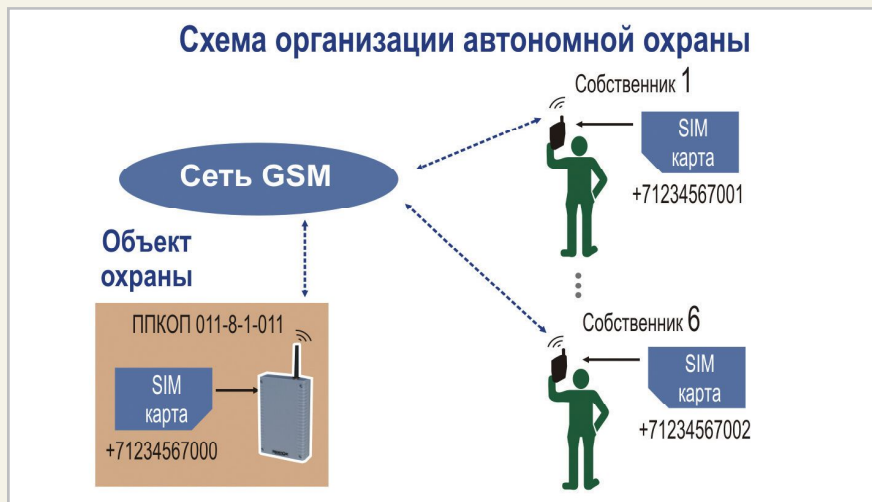 Схема организации автономной охраны
Собственник 1
SIM
карта
+71234567001
Сеть GSM
Объект
охраны
ППКОП 011-8-1-011
SIM
карта
+71234567000
Собственник 6
SIM
карта
+71234567002